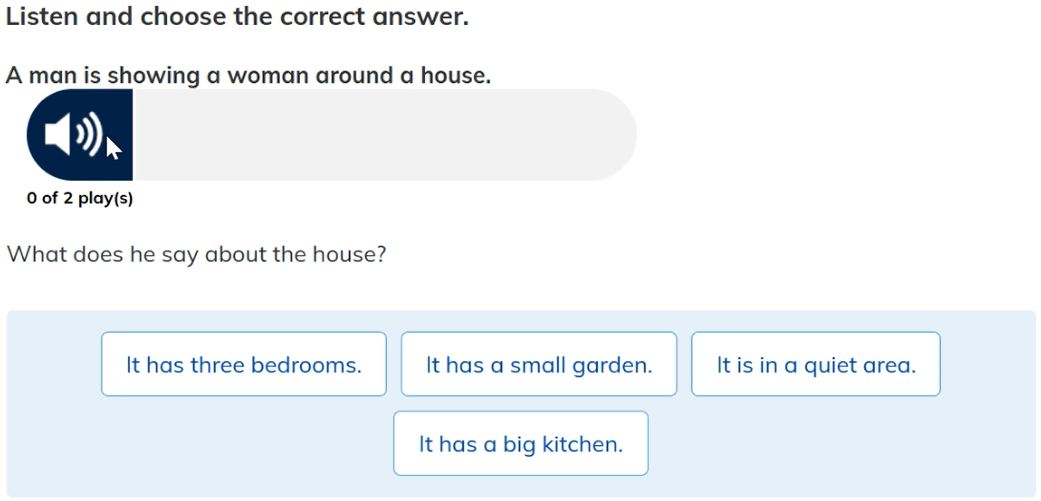 Listen and choose the correct answer.
A man is showing a woman around a house.
0 of 2 play(s)
What does he say about the house?
It has three bedrooms.
It has a small garden.
It is in a quiet area.
It has a big kitchen.